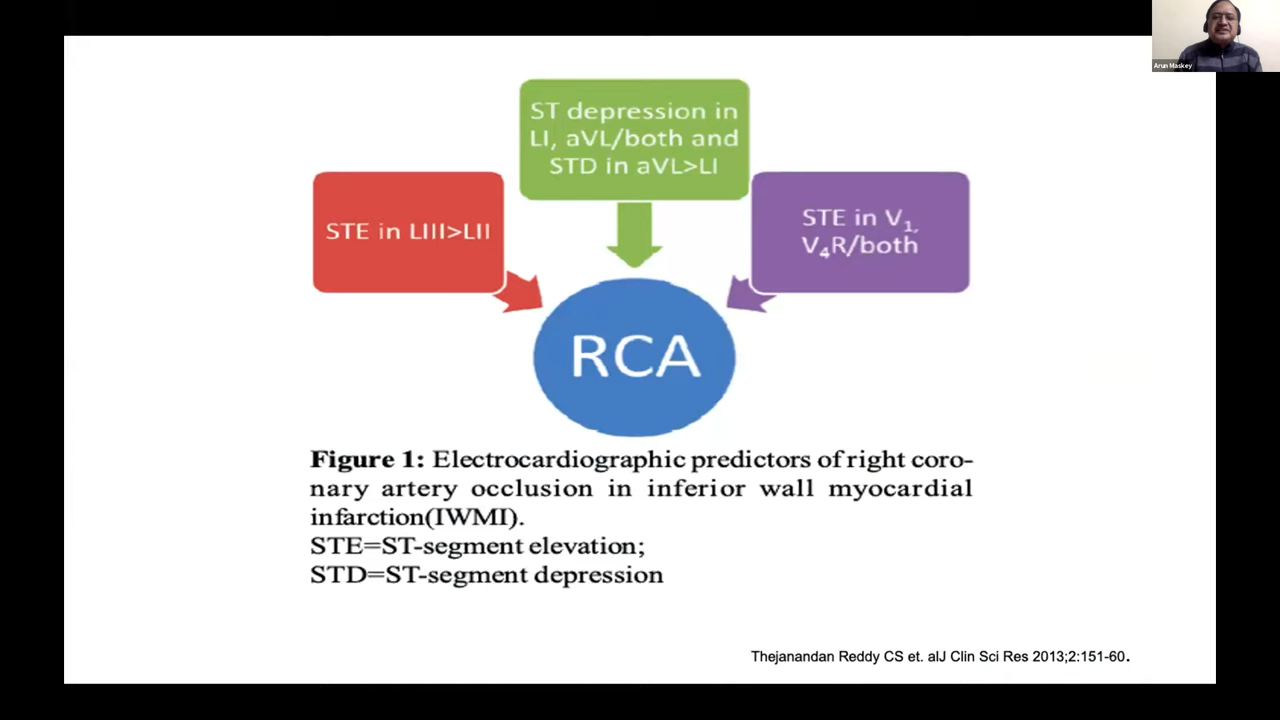 Arun Maskey
ST depression in
LI, aVL/both and
STD in aVL>LI
STE in LIII>LII
STE in V₁,
V₄R/both
RCA
Figure 1: Electrocardiographic predictors of right coro-
nary artery occlusion in inferior wall myocardial
infarction(IWMI).
STE=ST-segment elevation;
STD=ST-segment depression
Thejanandan Reddy CS et. alJ Clin Sci Res 2013;2:151-60.